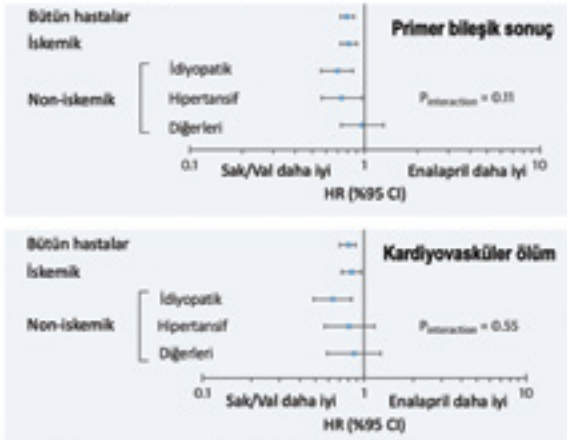 Primer bileşik sonuç
Bütün hastalar
İskemik
Non-iskemik
İdiyopatik
Hipertansif
Diğerleri
P interaction = 0.11
0.1 1 10
Sak/Val daha iyi Enalapril daha iyi
HR (%95 CI)
Kardiyovasküler ölüm
Bütün hastalar
İskemik
Non-iskemik
İdiyopatik
Hipertansif
Diğerleri
P interaction = 0.55
0.1 1 10
Sak/Val daha iyi Enalapril daha iyi
HR (%95 CI)